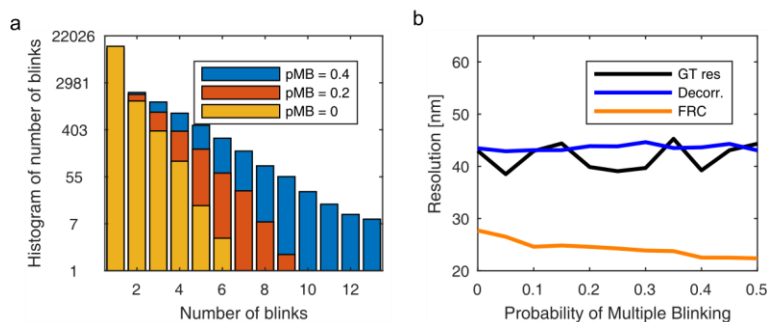 a
22026
2981
403
55
7
1
Histogram of number of blinks
pMB = 0.4
pMB = 0.2
pMB = 0
2 4 6 8 10 12
Number of blinks
b
60
50
40
30
20
Resolution [nm]
GT res
Decorr.
FRC
0 0.1 0.2 0.3 0.4 0.5
Probability of Multiple Blinking